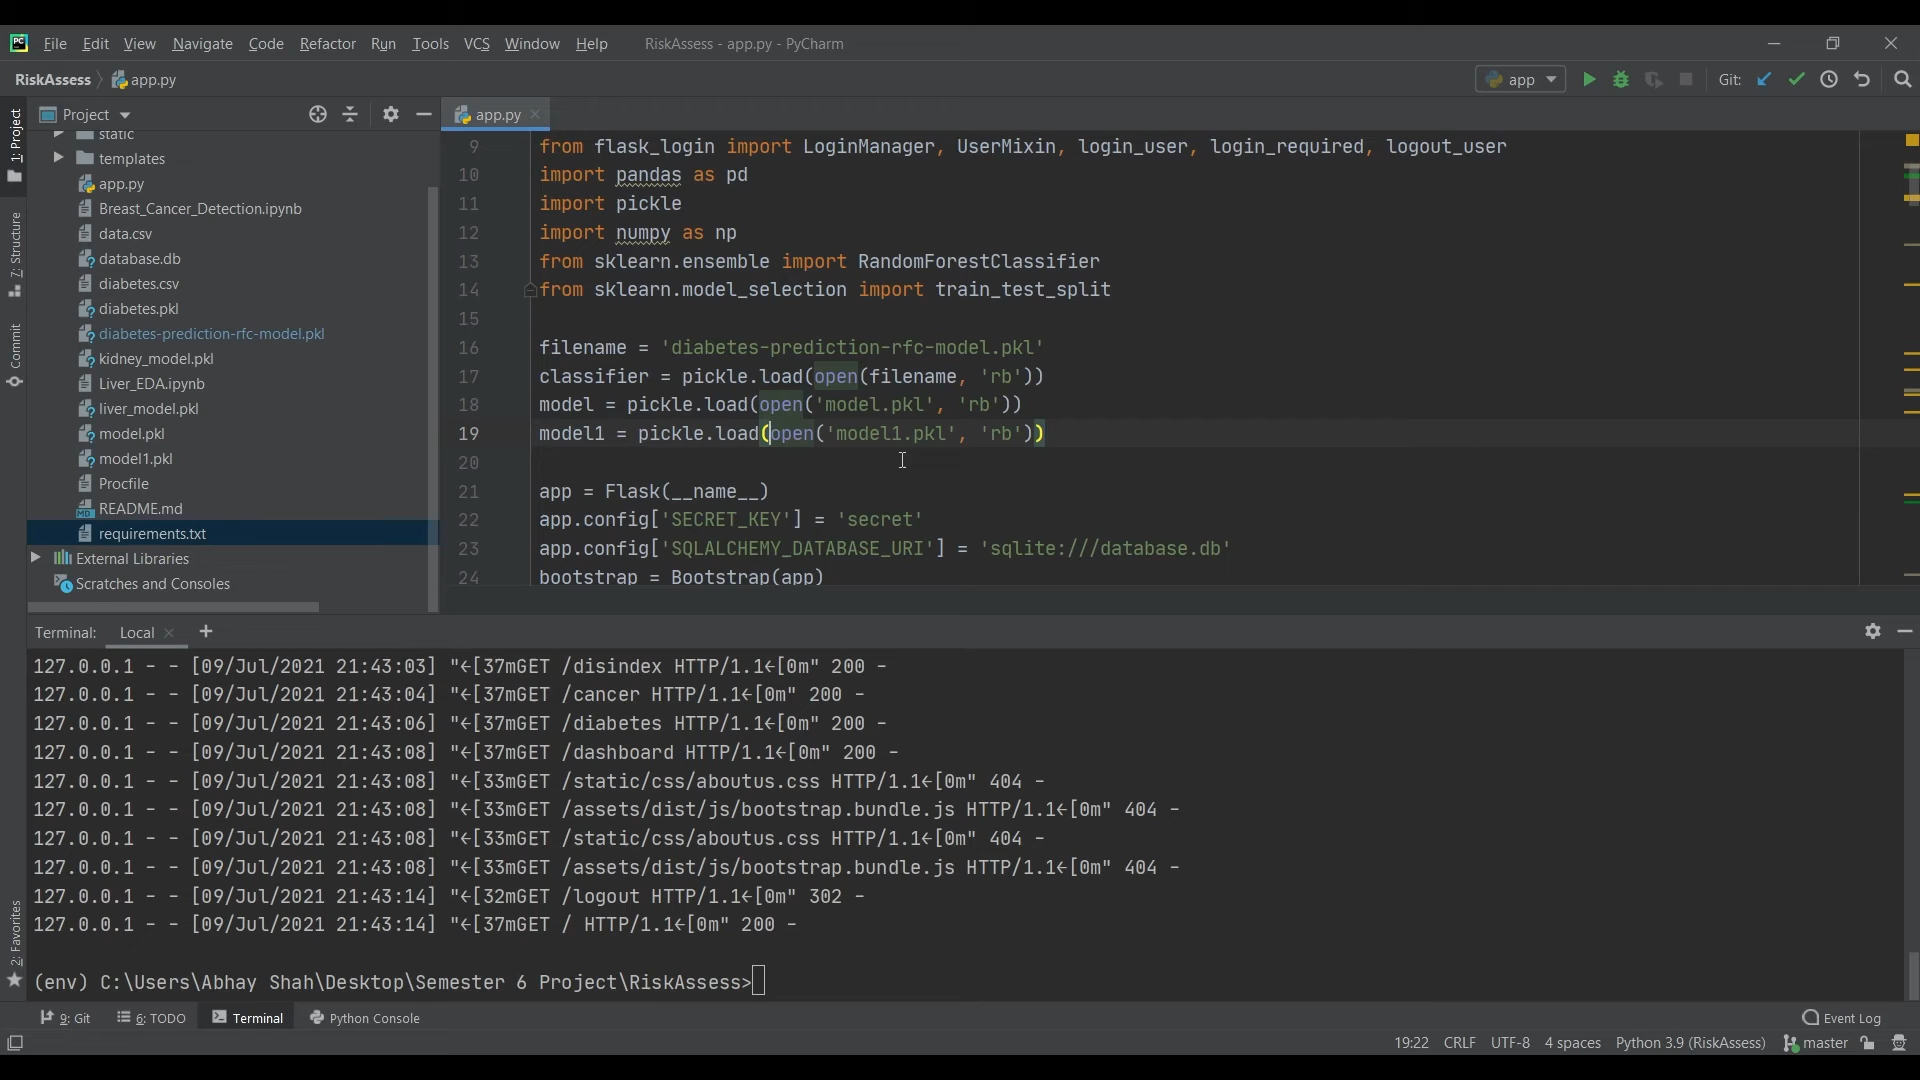 File Edit View Navigate Code Refactor Run Tools VCS Window Help RiskAssess - app.py - PyCharm
RiskAssess app.py app Git:
1: Project
7: Structure
Commit
2: Favorites
Project
static
templates
app.py
Breast_Cancer_Detection.ipynb
data.csv
database.db
diabetes.csv
diabetes.pkl
diabetes-prediction-rfc-model.pkl
kidney_model.pkl
Liver_EDA.ipynb
liver_model.pkl
model.pkl
model1.pkl
Procfile
README.md
requirements.txt
External Libraries
Scratches and Consoles
app.py
9 from flask_login import LoginManager, UserMixin, login_user, login_required, logout_user
10 import pandas as pd
11 import pickle
12 import numpy as np
13 from sklearn.ensemble import RandomForestClassifier
14 from sklearn.model_selection import train_test_split
15
16 filename = 'diabetes-prediction-rfc-model.pkl'
17 classifier = pickle.load(open(filename, 'rb'))
18 model = pickle.load(open('model.pkl', 'rb'))
19 model1 = pickle.load(open('model1.pkl', 'rb'))
20
21 app = Flask(__name__)
22 app.config['SECRET_KEY'] = 'secret'
23 app.config['SQLALCHEMY_DATABASE_URI'] = 'sqlite:///database.db'
24 bootstrap = Bootstrap(app)
Terminal: Local
127.0.0.1 - - [09/Jul/2021 21:43:03] "←[37mGET /disindex HTTP/1.1←[0m" 200 -
127.0.0.1 - - [09/Jul/2021 21:43:04] "←[37mGET /cancer HTTP/1.1←[0m" 200 -
127.0.0.1 - - [09/Jul/2021 21:43:06] "←[37mGET /diabetes HTTP/1.1←[0m" 200 -
127.0.0.1 - - [09/Jul/2021 21:43:08] "←[37mGET /dashboard HTTP/1.1←[0m" 200 -
127.0.0.1 - - [09/Jul/2021 21:43:08] "←[33mGET /static/css/aboutus.css HTTP/1.1←[0m" 404 -
127.0.0.1 - - [09/Jul/2021 21:43:08] "←[33mGET /assets/dist/js/bootstrap.bundle.js HTTP/1.1←[0m" 404 -
127.0.0.1 - - [09/Jul/2021 21:43:08] "←[33mGET /static/css/aboutus.css HTTP/1.1←[0m" 404 -
127.0.0.1 - - [09/Jul/2021 21:43:08] "←[33mGET /assets/dist/js/bootstrap.bundle.js HTTP/1.1←[0m" 404 -
127.0.0.1 - - [09/Jul/2021 21:43:14] "←[32mGET /logout HTTP/1.1←[0m" 302 -
127.0.0.1 - - [09/Jul/2021 21:43:14] "←[37mGET / HTTP/1.1←[0m" 200 -
(env) C:\Users\Abhay Shah\Desktop\Semester 6 Project\RiskAssess>
9: Git 6: TODO Terminal Python Console Event Log
19:22 CRLF UTF-8 4 spaces Python 3.9 (RiskAssess) master